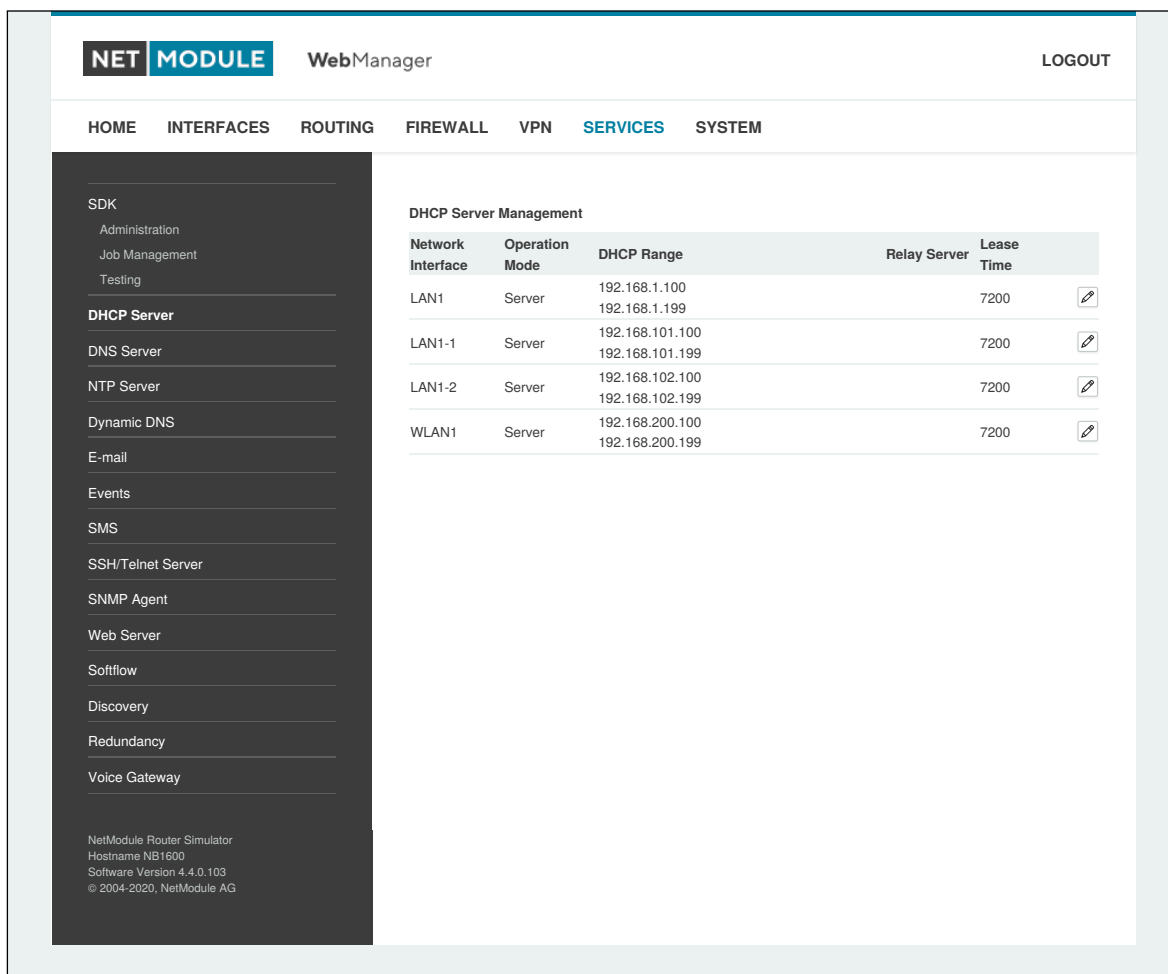 NET MODULE WebManager LOGOUT
HOME INTERFACES ROUTING FIREWALL VPN SERVICES SYSTEM
SDK
Administration
Job Management
Testing
DHCP Server
DNS Server
NTP Server
Dynamic DNS
E-mail
Events
SMS
SSH/Telnet Server
SNMP Agent
Web Server
Softflow
Discovery
Redundancy
Voice Gateway
NetModule Router Simulator
Hostname NB1600
Software Version 4.4.0.103
© 2004-2020, NetModule AG
DHCP Server Management
Network Interface Operation Mode DHCP Range Relay Server Lease Time
LAN1 Server 192.168.1.100 7200
192.168.1.199
LAN1-1 Server 192.168.101.100 7200
192.168.101.199
LAN1-2 Server 192.168.102.100 7200
192.168.102.199
WLAN1 Server 192.168.200.100 7200
192.168.200.199